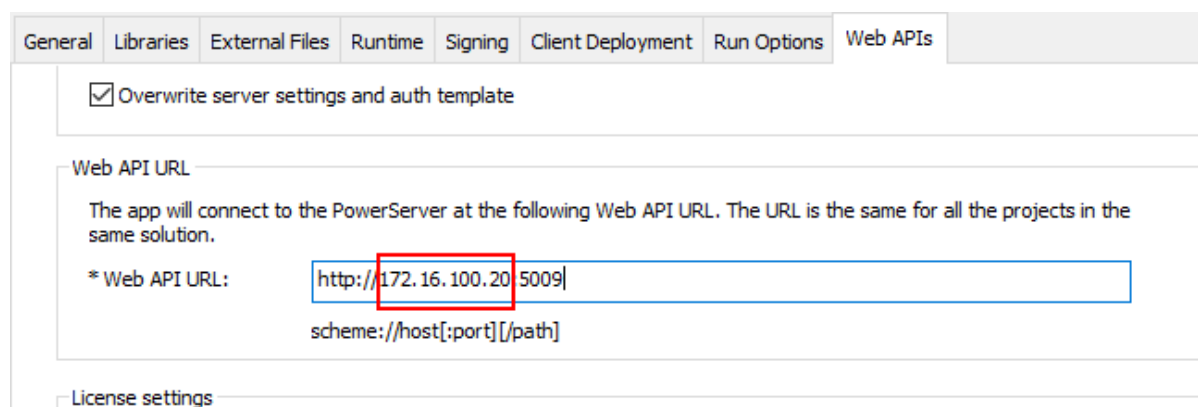 General Libraries External Files Runtime Signing Client Deployment Run Options Web APIs
Overwrite server settings and auth template
Web API URL
The app will connect to the PowerServer at the following Web API URL. The URL is the same for all the projects in the
same solution.
* Web API URL: http://172.16.100.20:5009
scheme://host[:port][/path]
License settings